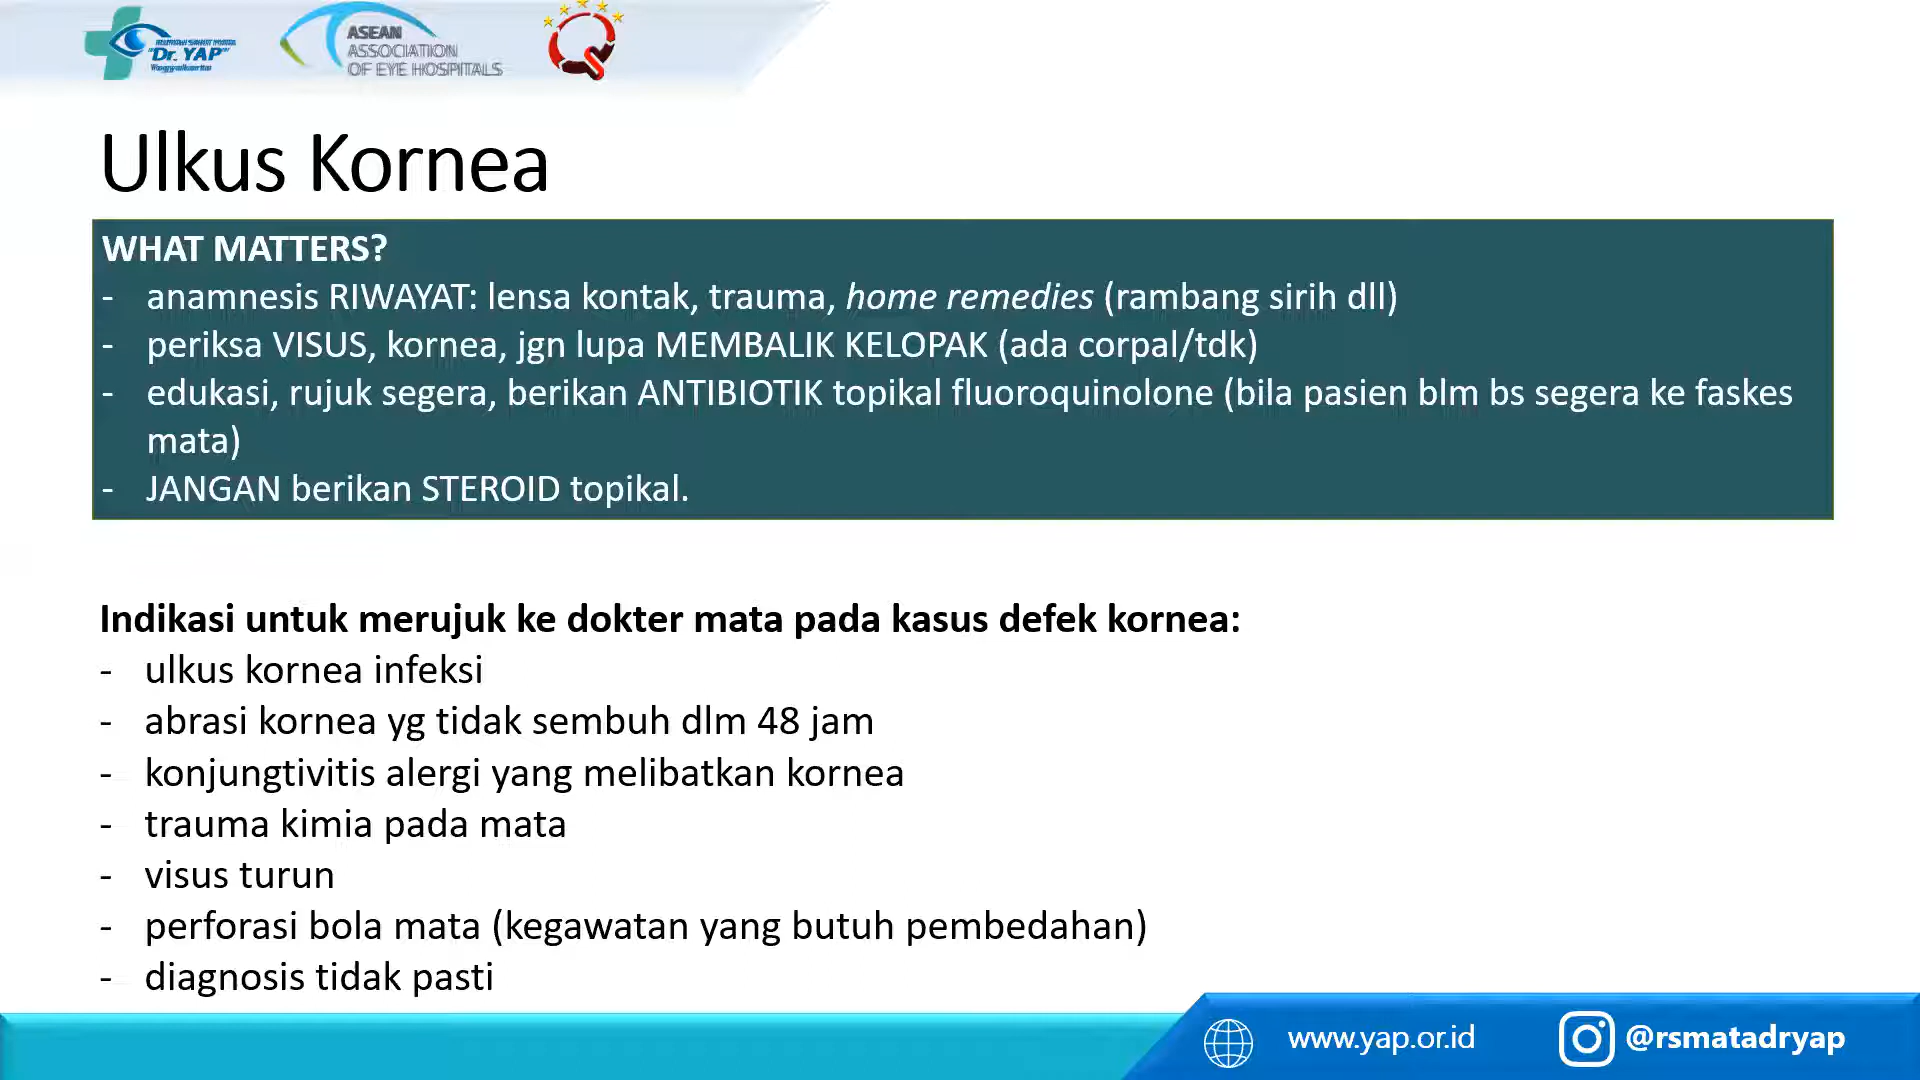 "Dr. YAP"
ASEAN
ASSOCIATION
OF EYE HOSPITALS
Ulkus Kornea
WHAT MATTERS?
- anamnesis RIWAYAT: lensa kontak, trauma, home remedies (rambang sirih dll)
- periksa VISUS, kornea, jgn lupa MEMBALIK KELOPAK (ada corpal/tdk)
- edukasi, rujuk segera, berikan ANTIBIOTIK topikal fluoroquinolone (bila pasien blm bs segera ke faskes
mata)
- JANGAN berikan STEROID topikal.
Indikasi untuk merujuk ke dokter mata pada kasus defek kornea:
- ulkus kornea infeksi
- abrasi kornea yg tidak sembuh dlm 48 jam
- konjungtivitis alergi yang melibatkan kornea
- trauma kimia pada mata
- visus turun
- perforasi bola mata (kegawatan yang butuh pembedahan)
- diagnosis tidak pasti
www.yap.or.id
@rsmatadryap